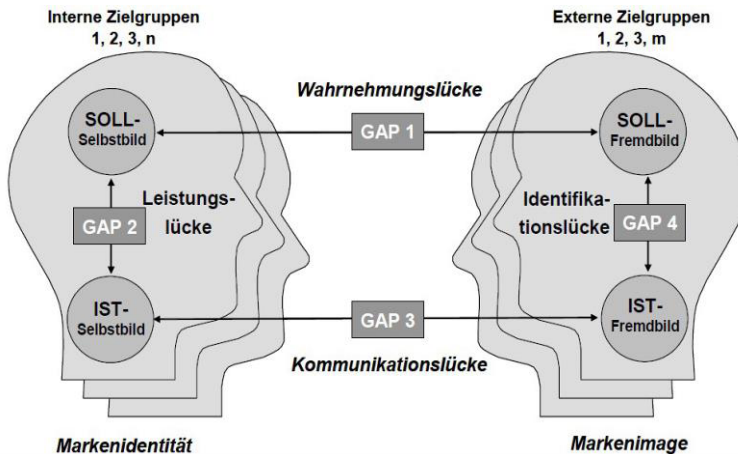 Interne Zielgruppen
1, 2, 3, n
Externe Zielgruppen
1, 2, 3, m
Wahrnehmungslücke
SOLL-
Selbstbild
GAP 1
SOLL-
Fremdbild
Leistungs-
lücke
GAP 2
Identifika-
tionslücke
GAP 4
IST-
Selbstbild
GAP 3
IST-
Fremdbild
Kommunikationslücke
Markenidentität
Markenimage